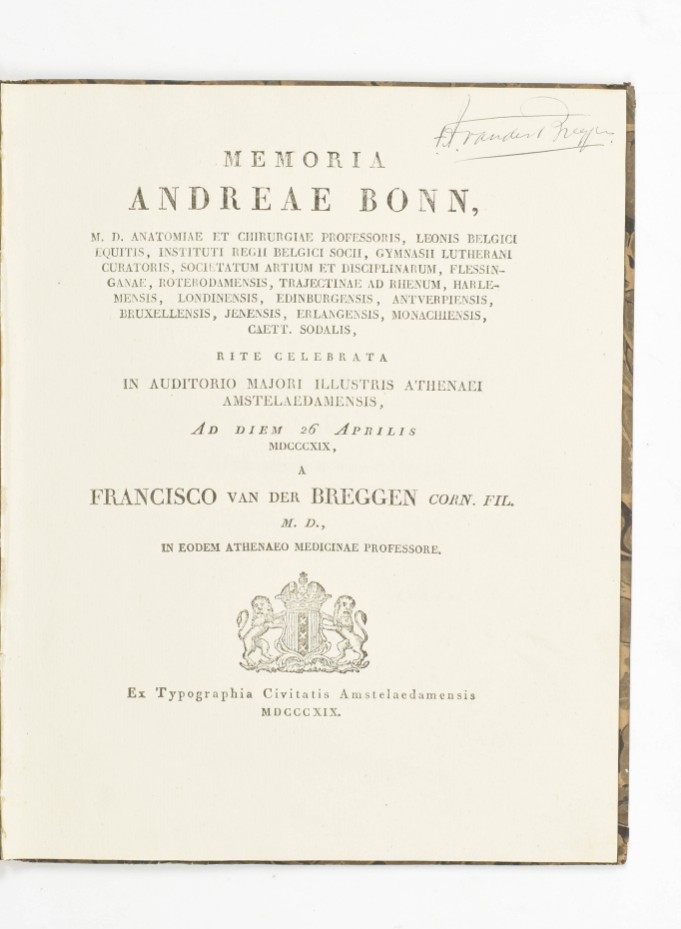 F. van der Breggen
MEMORIA
ANDREAE BONN,
M. D. ANATOMIAE ET CHIRURGIAE PROFESSORIS, LEONIS BELGICI
EQUITIS, INSTITUTI REGII BELGICI SOCII, GYMNASII LUTHERANI
CURATORIS, SOCIETATUM ARTIUM ET DISCIPLINARUM, FLESSIN-
GANAE, ROTERODAMENSIS, TRAJECTINAE AD RHENUM, HARLE-
MENSIS, LONDINENSIS, EDINBURGENSIS, ANTVERPIENSIS,
BRUXELLENSIS, JENENSIS, ERLANGENSIS, MONACHIENSIS,
CAETT. SODALIS,
RITE CELEBRATA
IN AUDITORIO MAJORI ILLUSTRIS ATHENAEI
AMSTELAEDAMENSIS,
AD DIEM 26 APRILIS
MDCCCXIX,
A
FRANCISCO VAN DER BREGGEN CORN. FIL.
M. D.,
IN EODEM ATHENAEO MEDICINAE PROFESSORE.
Ex Typographia Civitatis Amstelaedamensis
MDCCCXIX.